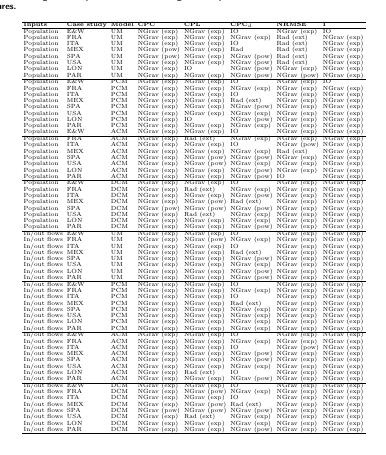 ures.
Inputs Case study Model CPC CPL CPCd NRMSE I
Population E&W UM NGrav (exp) NGrav (exp) IO NGrav (exp) IO
Population FRA UM NGrav (exp) NGrav (exp) NGrav (exp) Rad (ext) NGrav (exp)
Population ITA UM NGrav (exp) NGrav (exp) IO Rad (ext) NGrav (exp)
Population MEX UM NGrav (pow) NGrav (exp) Rad Rad (ext) NGrav (exp)
Population SPA UM NGrav (pow) NGrav (exp) NGrav (pow) Rad (ext) NGrav (exp)
Population USA UM NGrav (exp) NGrav (exp) NGrav (pow) Rad (ext) NGrav (exp)
Population LON UM NGrav (exp) IO NGrav (pow) NGrav (exp) NGrav (exp)
Population PAR UM NGrav (exp) NGrav (exp) NGrav (pow) NGrav (pow) NGrav (exp)
Population E&W PCM NGrav (exp) NGrav (exp) IO NGrav (exp) IO
Population FRA PCM NGrav (exp) NGrav (exp) NGrav (exp) NGrav (exp) NGrav (exp)
Population ITA PCM NGrav (exp) NGrav (exp) IO NGrav (exp) NGrav (exp)
Population MEX PCM NGrav (exp) NGrav (exp) Rad (ext) NGrav (exp) NGrav (exp)
Population SPA PCM NGrav (exp) NGrav (exp) NGrav (pow) NGrav (exp) NGrav (exp)
Population USA PCM NGrav (exp) NGrav (exp) NGrav (exp) NGrav (exp) NGrav (exp)
Population LON PCM NGrav (exp) IO NGrav (pow) NGrav (exp) NGrav (exp)
Population PAR PCM NGrav (exp) NGrav (exp) NGrav (exp) NGrav (exp) NGrav (exp)
Population E&W ACM NGrav (exp) NGrav (exp) IO NGrav (exp) NGrav (exp)
Population FRA ACM NGrav (exp) Rad (ext) NGrav (exp) NGrav (exp) NGrav (exp)
Population ITA ACM NGrav (exp) NGrav (exp) IO NGrav (pow) NGrav (exp)
Population MEX ACM NGrav (exp) NGrav (exp) NGrav (exp) Rad (ext) NGrav (exp)
Population SPA ACM NGrav (exp) NGrav (pow) NGrav (pow) NGrav (exp) NGrav (exp)
Population USA ACM NGrav (exp) NGrav (pow) NGrav (exp) NGrav (exp) NGrav (exp)
Population LON ACM NGrav (exp) NGrav (exp) NGrav (pow) NGrav (exp) NGrav (exp)
Population PAR ACM NGrav (exp) NGrav (exp) NGrav (pow) IO NGrav (exp)
Population E&W DCM NGrav (exp) NGrav (exp) IO NGrav (exp) NGrav (exp)
Population FRA DCM NGrav (exp) Rad (ext) NGrav (exp) NGrav (exp) NGrav (exp)
Population ITA DCM NGrav (exp) NGrav (exp) NGrav (pow) NGrav (exp) NGrav (exp)
Population MEX DCM NGrav (exp) NGrav (pow) Rad (ext) NGrav (exp) NGrav (exp)
Population SPA DCM NGrav (pow) NGrav (pow) NGrav (pow) NGrav (exp) NGrav (exp)
Population USA DCM NGrav (exp) Rad (ext) NGrav (exp) NGrav (exp) NGrav (exp)
Population LON DCM NGrav (exp) NGrav (exp) NGrav (exp) NGrav (exp) NGrav (exp)
Population PAR DCM NGrav (exp) NGrav (exp) NGrav (pow) NGrav (exp) NGrav (exp)
In/out flows E&W UM NGrav (exp) NGrav (exp) IO NGrav (exp) NGrav (exp)
In/out flows FRA UM NGrav (exp) NGrav (pow) NGrav (exp) NGrav (exp) NGrav (exp)
In/out flows ITA UM NGrav (exp) NGrav (exp) IO NGrav (exp) NGrav (exp)
In/out flows MEX UM NGrav (exp) NGrav (exp) Rad (ext) NGrav (exp) NGrav (exp)
In/out flows SPA UM NGrav (exp) NGrav (exp) NGrav (pow) NGrav (exp) NGrav (exp)
In/out flows USA UM NGrav (exp) NGrav (exp) NGrav (exp) NGrav (exp) NGrav (exp)
In/out flows LON UM NGrav (exp) NGrav (exp) NGrav (pow) NGrav (exp) NGrav (exp)
In/out flows PAR UM NGrav (exp) NGrav (exp) NGrav (pow) NGrav (exp) NGrav (exp)
In/out flows E&W PCM NGrav (exp) NGrav (exp) IO NGrav (exp) NGrav (exp)
In/out flows FRA PCM NGrav (exp) NGrav (exp) NGrav (exp) NGrav (exp) NGrav (exp)
In/out flows ITA PCM NGrav (exp) NGrav (exp) IO NGrav (exp) NGrav (exp)
In/out flows MEX PCM NGrav (exp) NGrav (exp) Rad (ext) NGrav (exp) NGrav (exp)
In/out flows SPA PCM NGrav (exp) NGrav (exp) NGrav (exp) NGrav (exp) NGrav (exp)
In/out flows USA PCM NGrav (exp) NGrav (exp) NGrav (exp) NGrav (exp) NGrav (exp)
In/out flows LON PCM NGrav (exp) NGrav (exp) NGrav (pow) NGrav (exp) NGrav (exp)
In/out flows PAR PCM NGrav (exp) NGrav (exp) NGrav (exp) NGrav (exp) NGrav (exp)
In/out flows E&W ACM NGrav (exp) NGrav (exp) IO NGrav (exp) NGrav (exp)
In/out flows FRA ACM NGrav (exp) NGrav (exp) NGrav (exp) NGrav (exp) NGrav (exp)
In/out flows ITA ACM NGrav (exp) NGrav (exp) IO NGrav (pow) NGrav (exp)
In/out flows MEX ACM NGrav (exp) NGrav (exp) NGrav (pow) NGrav (exp) NGrav (exp)
In/out flows SPA ACM NGrav (exp) NGrav (exp) NGrav (pow) NGrav (exp) NGrav (exp)
In/out flows USA ACM NGrav (exp) NGrav (exp) NGrav (exp) NGrav (exp) NGrav (exp)
In/out flows LON ACM NGrav (exp) Rad (ext) IO NGrav (exp) NGrav (exp)
In/out flows PAR ACM NGrav (exp) NGrav (exp) NGrav (pow) NGrav (exp) NGrav (exp)
In/out flows E&W DCM NGrav (exp) NGrav (exp) IO NGrav (exp) NGrav (exp)
In/out flows FRA DCM NGrav (exp) NGrav (pow) NGrav (exp) NGrav (exp) NGrav (exp)
In/out flows ITA DCM NGrav (exp) NGrav (exp) IO NGrav (exp) NGrav (exp)
In/out flows MEX DCM NGrav (exp) NGrav (pow) Rad (ext) NGrav (exp) NGrav (exp)
In/out flows SPA DCM NGrav (pow) NGrav (pow) NGrav (pow) NGrav (exp) NGrav (exp)
In/out flows USA DCM NGrav (exp) Rad (ext) NGrav (exp) NGrav (exp) NGrav (exp)
In/out flows LON DCM NGrav (exp) NGrav (exp) NGrav (exp) NGrav (exp) NGrav (exp)
In/out flows PAR DCM NGrav (exp) NGrav (exp) NGrav (pow) NGrav (exp) NGrav (exp)